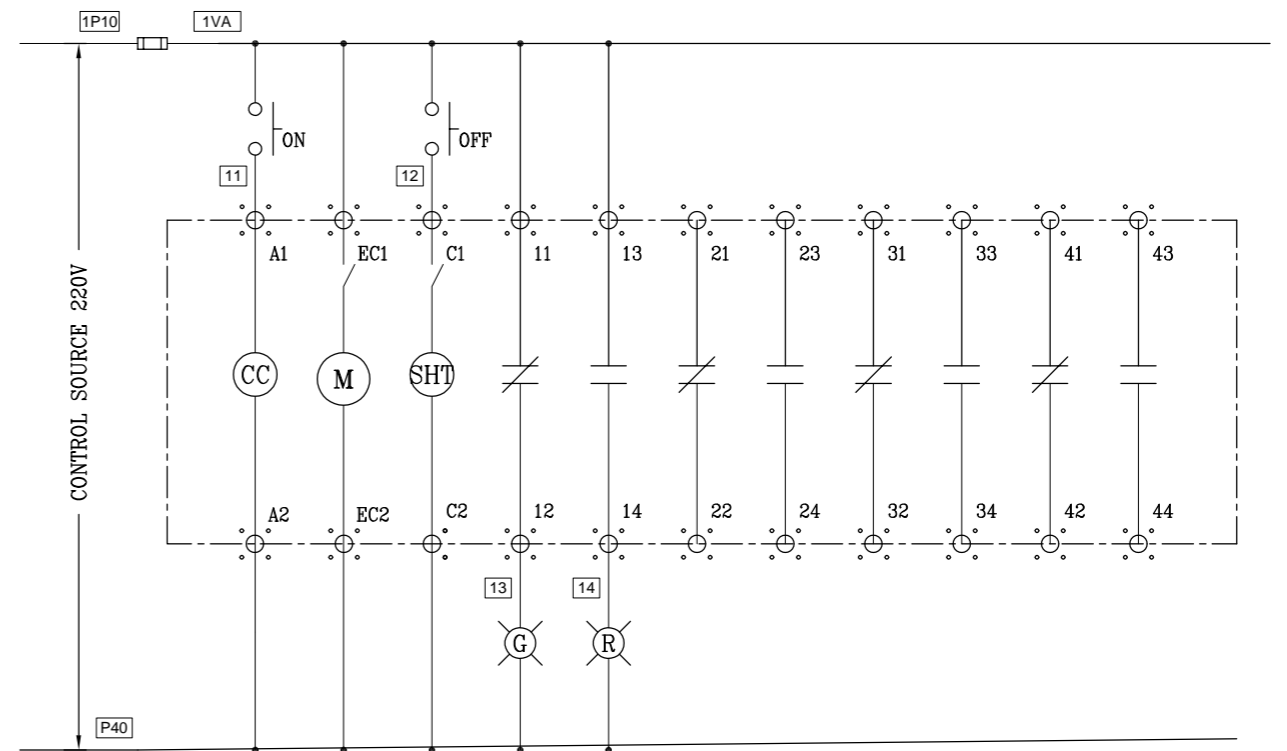 1P10 1VA
ON OFF
11 12
A1 EC1 C1 11 13 21 23 31 33 41 43
CONTROL SOURCE 220V
CC M SHT
A2 EC2 C2 12 14 22 24 32 34 42 44
13 14
G R
P40